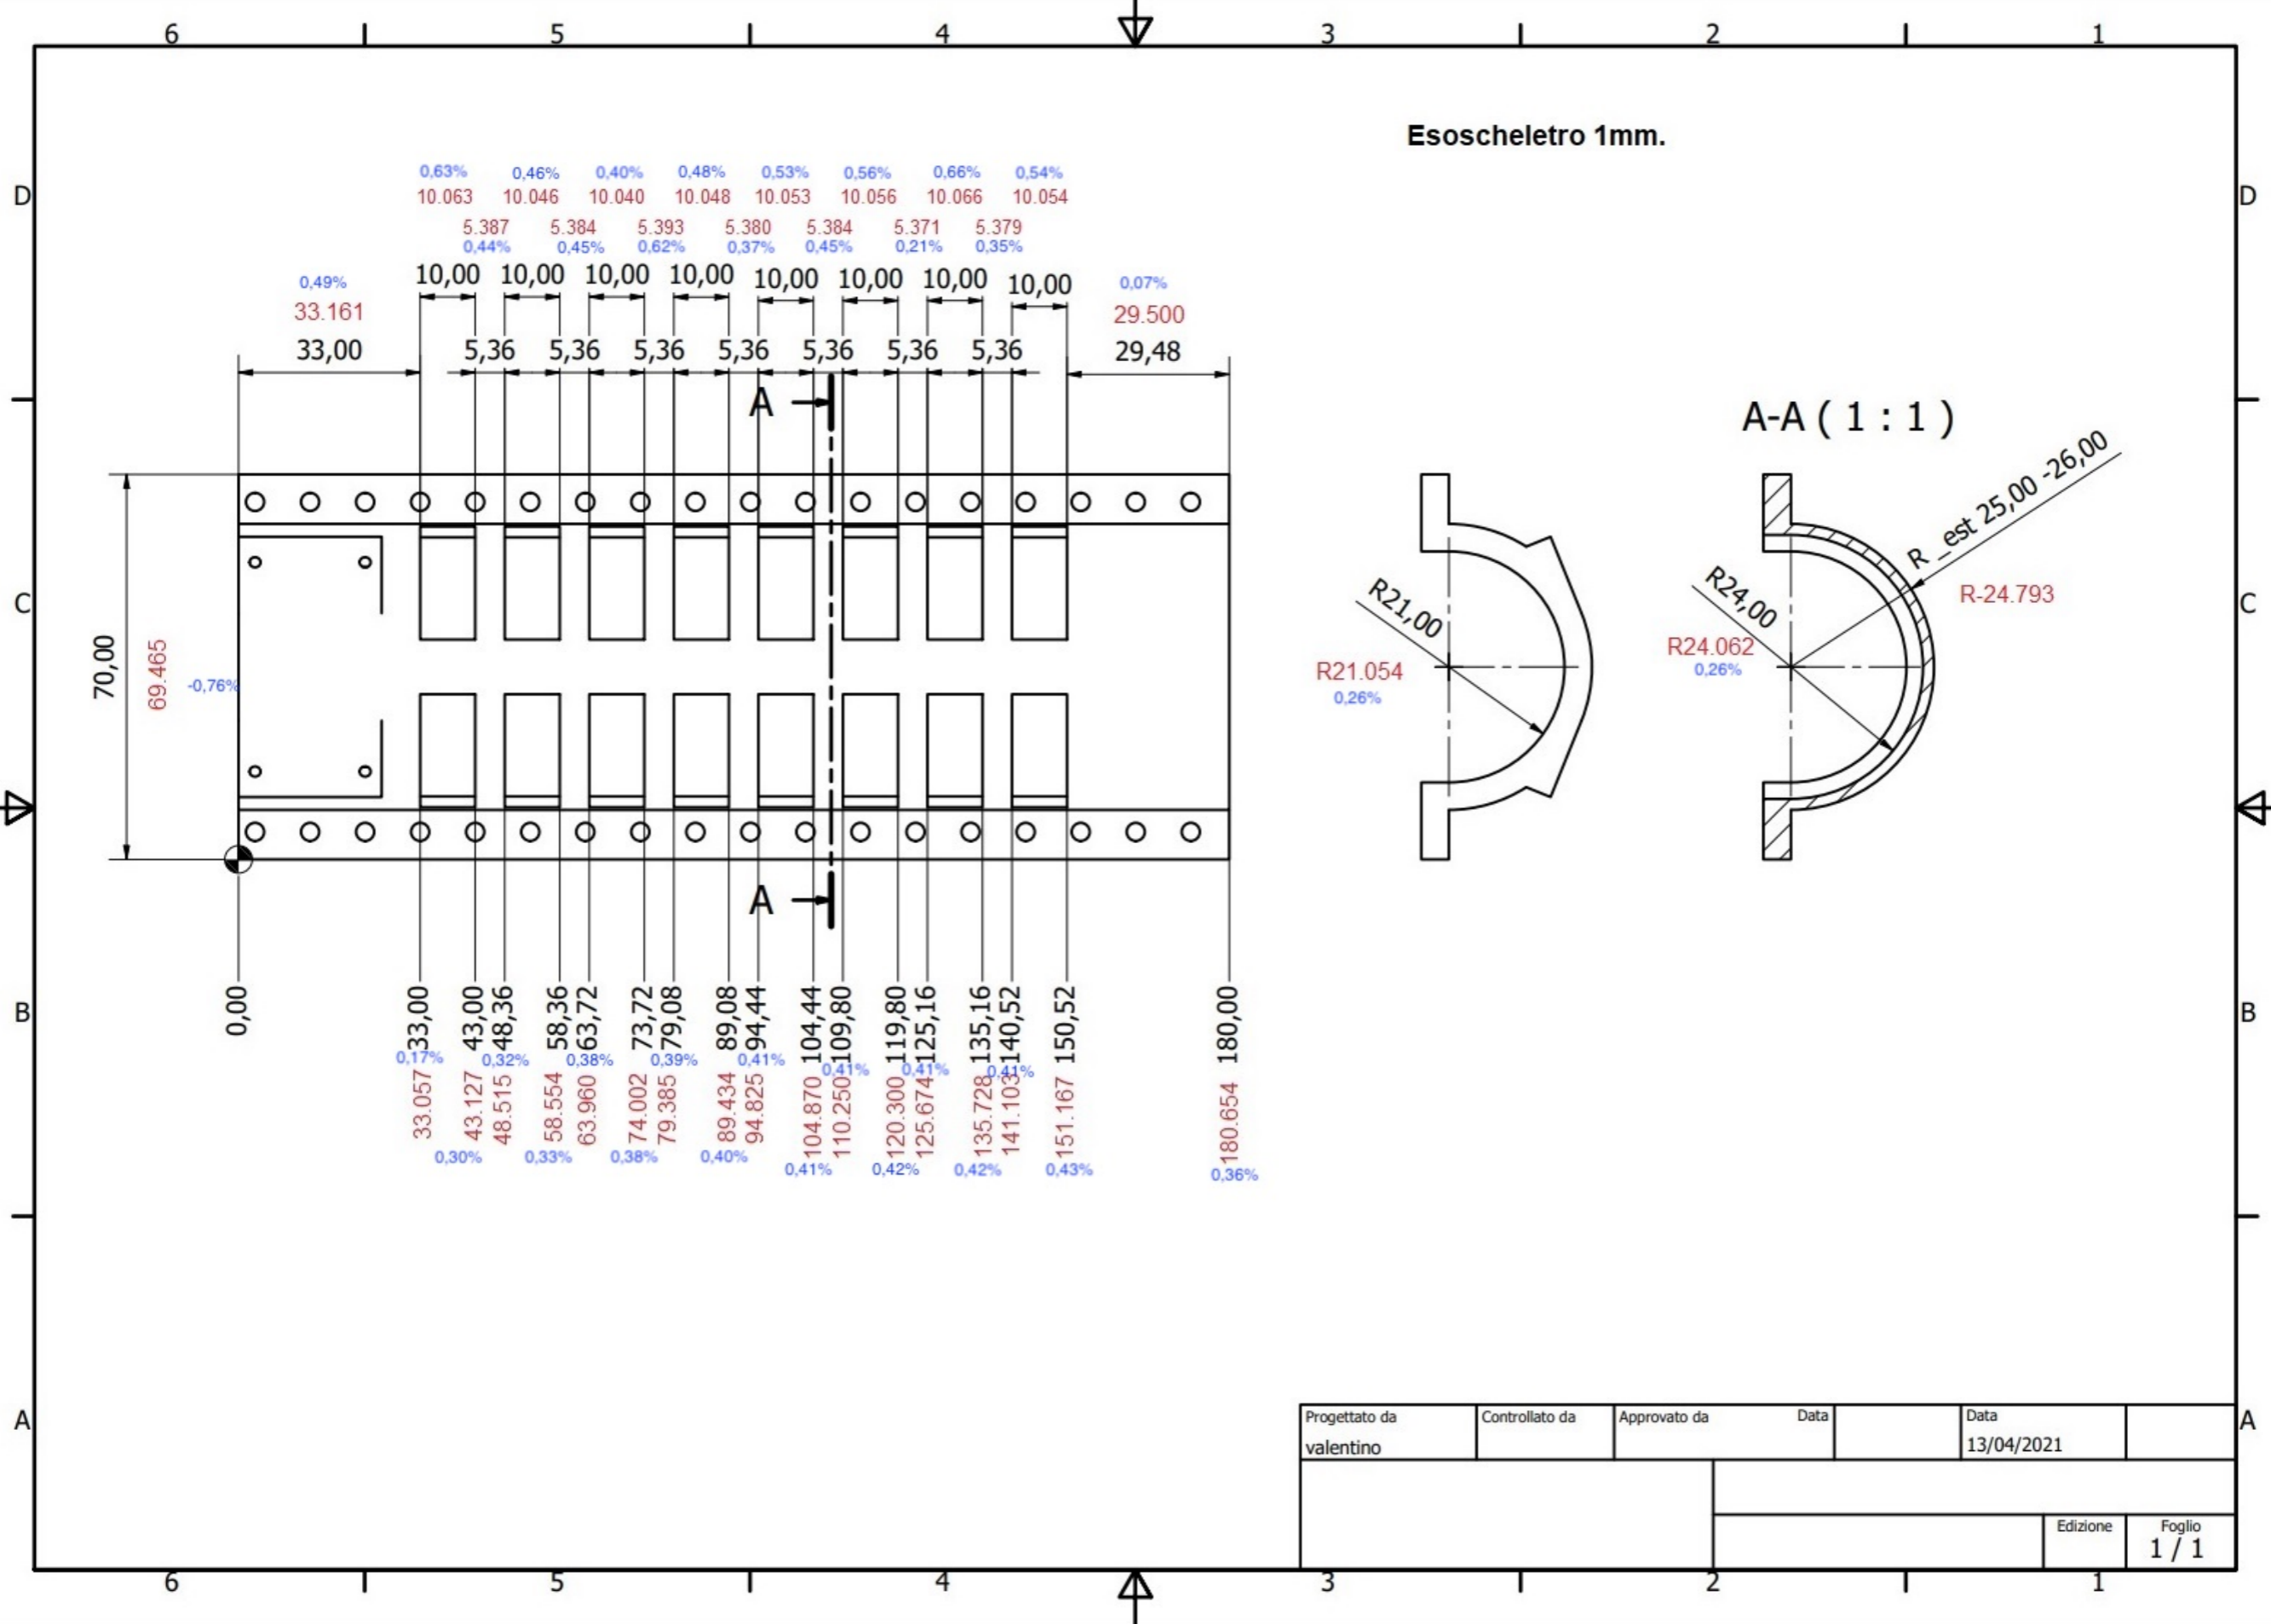 6 5 4 3 2 1
Esoscheletro 1mm.
D D
0,63% 0,46% 0,40% 0,48% 0,53% 0,56% 0,66% 0,54%
10.063 10.046 10.040 10.048 10.053 10.056 10.066 10.054
5.387 5.384 5.393 5.380 5.384 5.371 5.379
0,44% 0,45% 0,62% 0,37% 0,45% 0,21% 0,35%
10,00 10,00 10,00 10,00 10,00 10,00 10,00 10,00
0,49% 0,07%
33.161 29.500
33,00 5,36 5,36 5,36 5,36 5,36 5,36 5,36 29,48
A
A-A ( 1 : 1 )
R_est 25,00 -26,00
R21,00
R24,00
R-24.793
C C
70,00
69.465
-0,76%
R21.054
0,26%
R24.062
0,26%
A
0,00 33,00 43,00 48,36 58,36 63,72 73,72 79,08 89,08 94,44 104,44 109,80 119,80 125,16 135,16 140,52 150,52 180,00
B B
0,17% 0,32% 0,38% 0,39% 0,41% 0,41% 0,41% 0,41%
33.057 43.127 48.515 58.554 63.960 74.002 79.385 89.434 94.825 104.870 110.250 120.300 125.674 135.728 141.103 151.167 180.654
0,30% 0,33% 0,38% 0,40% 0,41% 0,42% 0,42% 0,43% 0,36%
A A
Progettato da Controllato da Approvato da Data Data
valentino 13/04/2021
Edizione Foglio
1 / 1
6 5 4 3 2 1